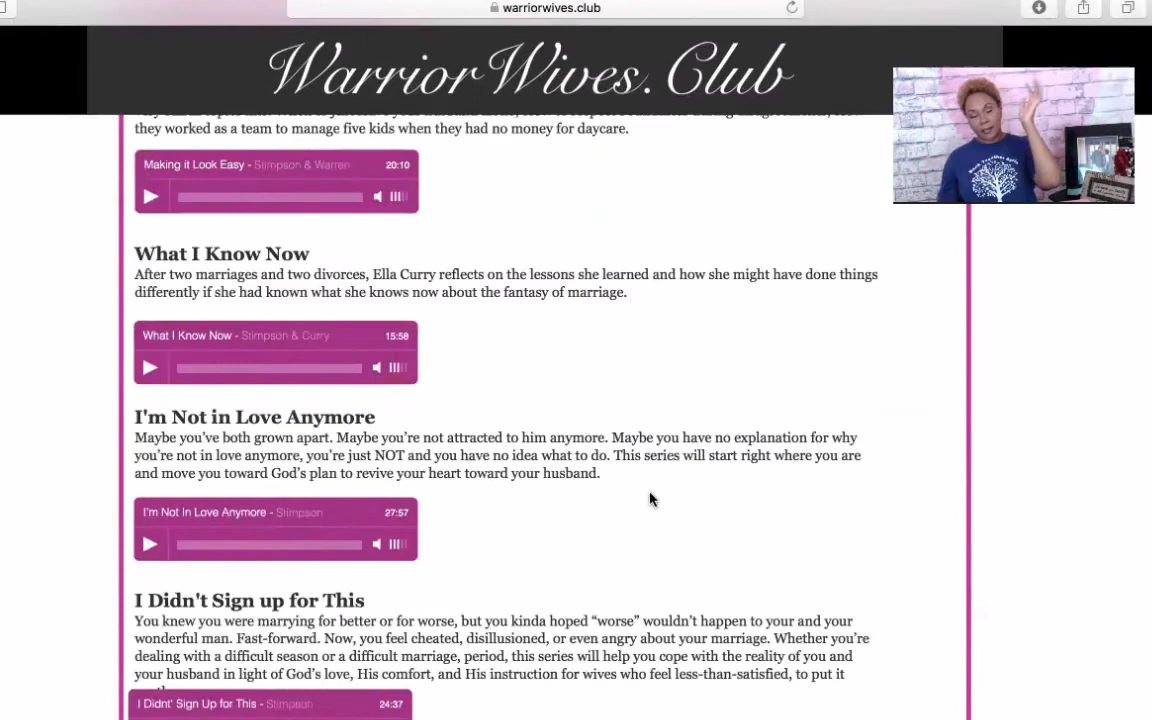 warriorwives.club
WarriorWives.Club
they worked as a team to manage five kids when they had no money for daycare.
Making it Look Easy - Stimpson & Warren 20:10
What I Know Now
After two marriages and two divorces, Ella Curry reflects on the lessons she learned and how she might have done things
differently if she had known what she knows now about the fantasy of marriage.
What I Know Now - Stimpson & Curry 15:58
I'm Not in Love Anymore
Maybe you've both grown apart. Maybe you're not attracted to him anymore. Maybe you have no explanation for why
you're not in love anymore, you're just NOT and you have no idea what to do. This series will start right where you are
and move you toward God's plan to revive your heart toward your husband.
I'm Not In Love Anymore - Stimpson 27:57
I Didn't Sign up for This
You knew you were marrying for better or for worse, but you kinda hoped “worse” wouldn't happen to your and your
wonderful man. Fast-forward. Now, you feel cheated, disillusioned, or even angry about your marriage. Whether you're
dealing with a difficult season or a difficult marriage, period, this series will help you cope with the reality of you and
your husband in light of God's love, His comfort, and His instruction for wives who feel less-than-satisfied, to put it
I Didnt' Sign Up for This - Stimpson 24:37